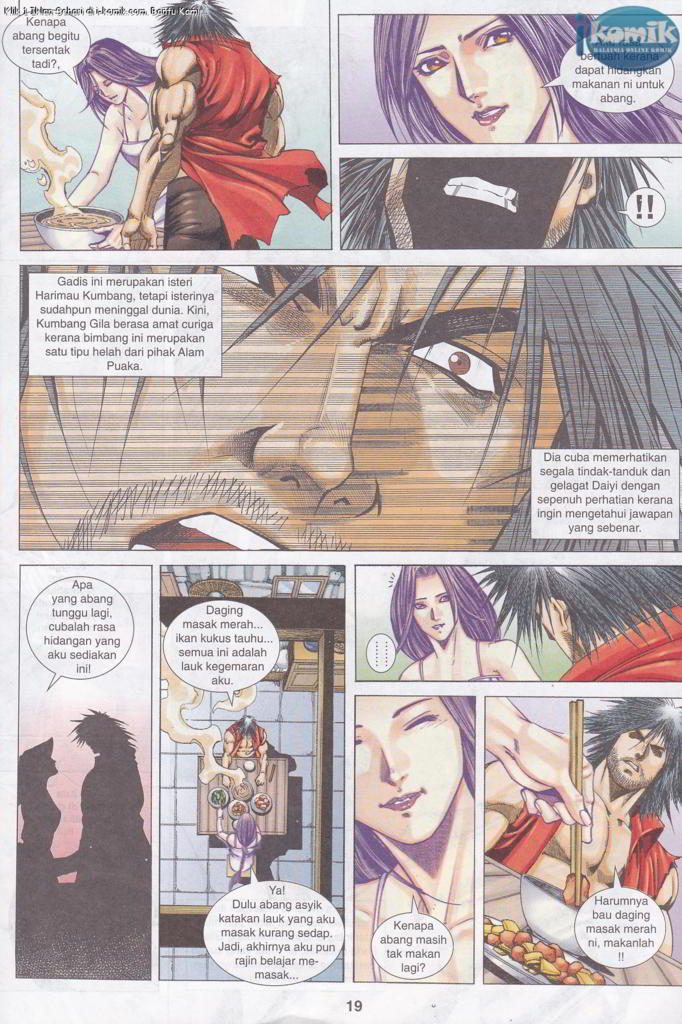 Kenapa
abang begitu
tersentak
tadi?,
komik
MALAYSIA ONLINE KOMIK
dapat hidangkan
makanan ni untuk
abang.
!!
Gadis ini merupakan isteri
Harimau Kumbang, tetapi isterinya
sudahpun meninggal dunia. Kini,
Kumbang Gila berasa amat curiga
kerana bimbang ini merupakan
satu tipu helah dari pihak Alam
Puaka.
Dia cuba memerhatikan
segala tindak-tanduk dan
gelagat Daiyi dengan
sepenuh perhatian kerana
ingin mengetahui jawapan
yang sebenar.
Apa
yang abang
tunggu lagi,
cubalah rasa
hidangan yang
aku sediakan
ini!
Daging
masak merah...
ikan kukus tauhu...
semua ini adalah
lauk kegemaran
aku.
Ya!
Dulu abang asyik
katakan lauk yang aku
masak kurang sedap.
Jadi, akhirnya aku pun
rajin belajar me-
masak...
Kenapa
abang masih
tak makan
lagi?
Harumnya
bau daging
masak merah
ni, makanlah
!!
19